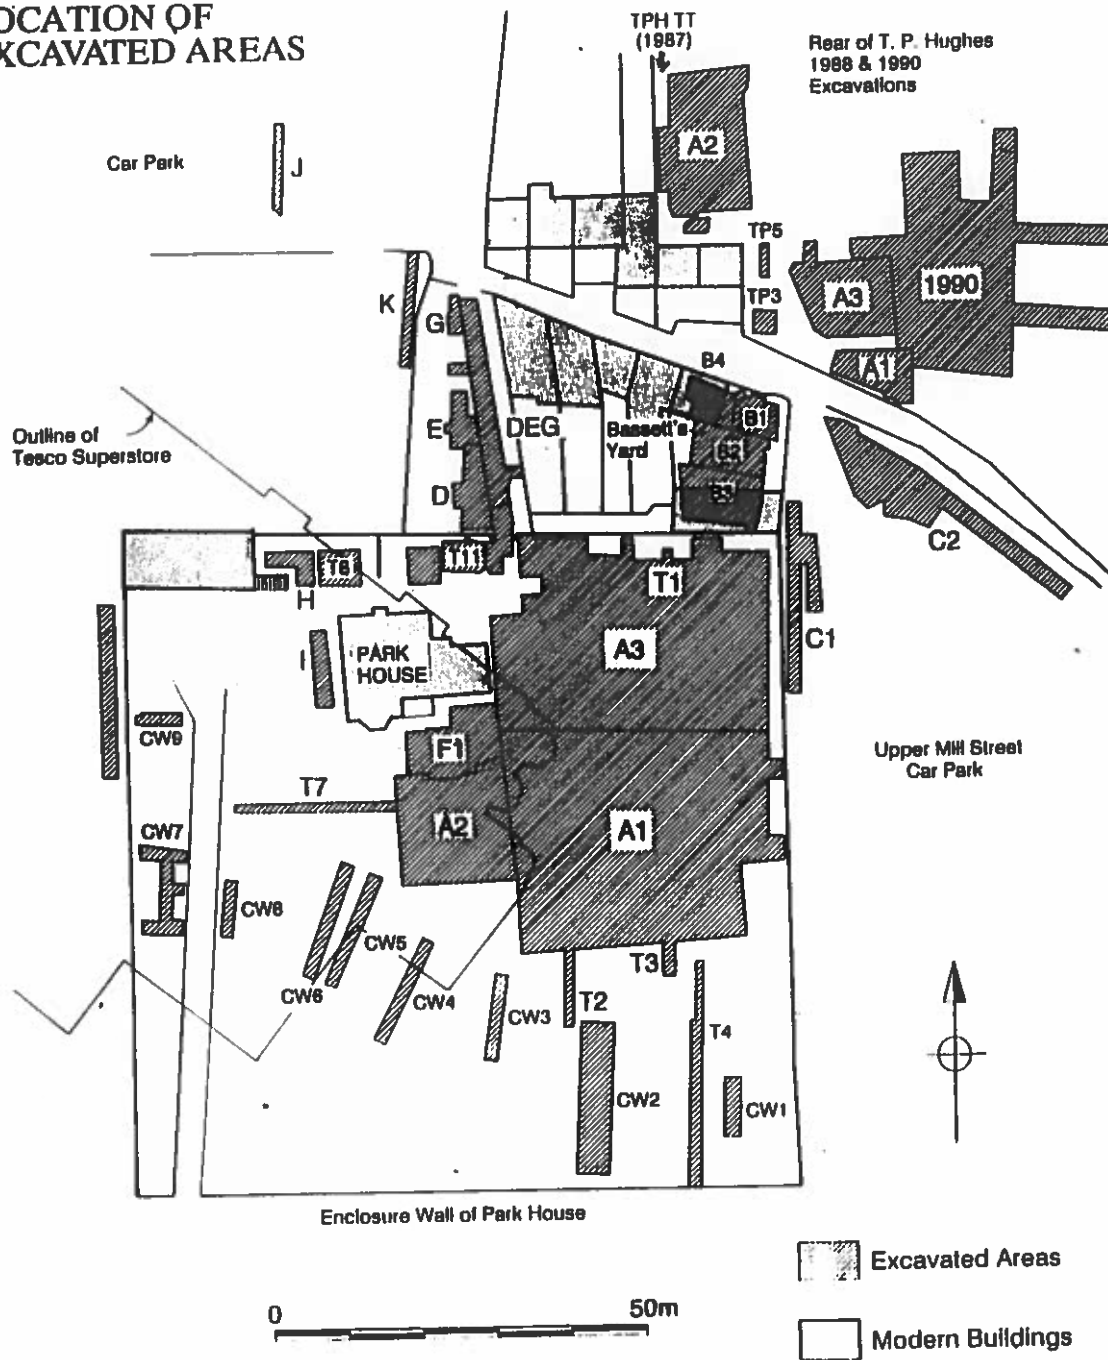 OCATION OF
XCAVATED AREAS
TPH TT
(1987)
Rear of T. P. Hughes
1988 & 1990
Excavations
Car Park
J
A2
TP5
K
G
TP3
A3
1990
B4
A1
Outline of
Tesco Superstore
E
DEG
Bassett's
Yard
B1
B2
D
B3
C2
T8
T11
T1
H
C1
I
PARK
HOUSE
A3
CW9
F1
Upper Mill Street
Car Park
T7
A2
A1
CW7
CW8
CW5
T3
CW6
CW4
CW3
T2
T4
CW2
CW1
Enclosure Wall of Park House
Excavated Areas
0
50m
Modern Buildings